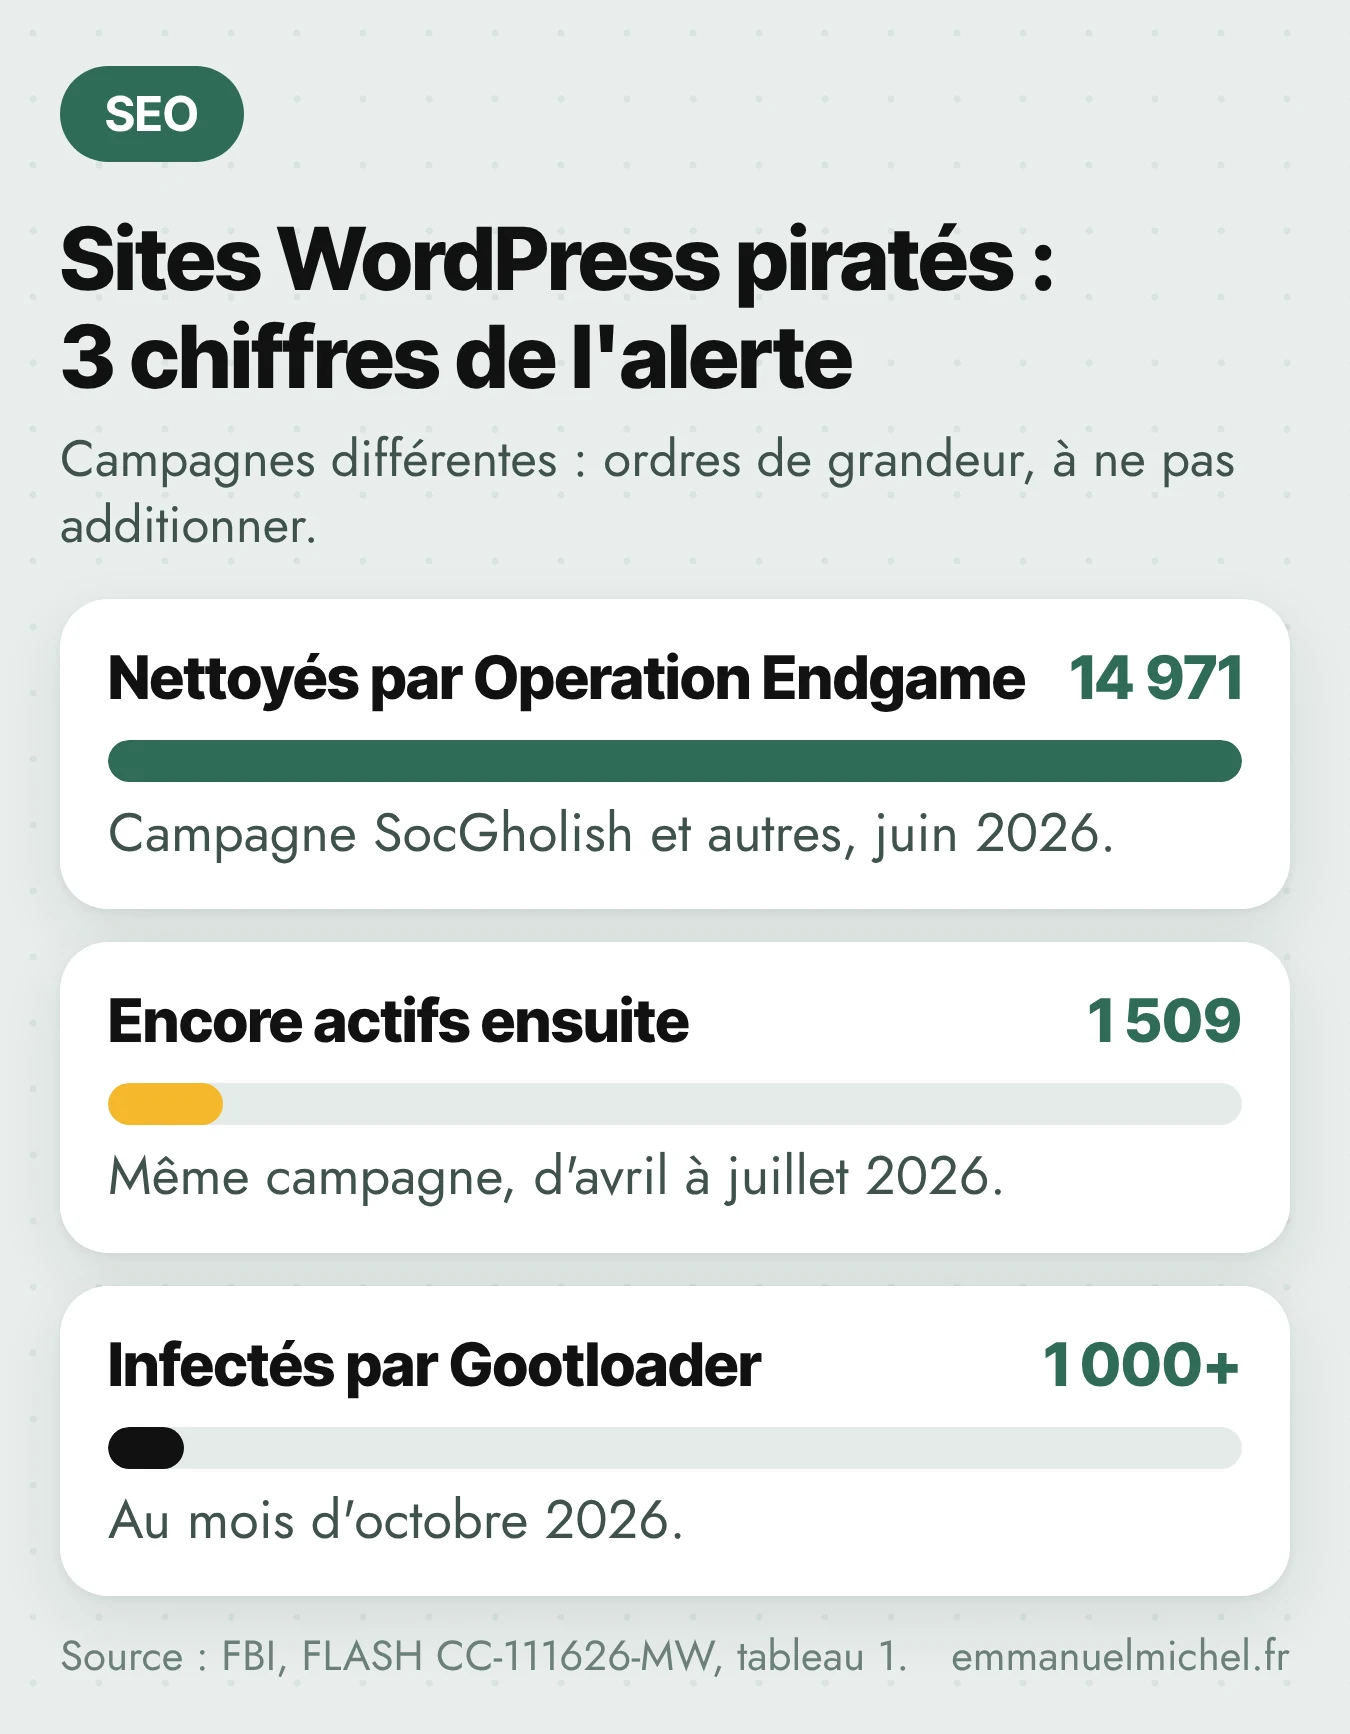 SEO
Sites WordPress piratés :
3 chiffres de l'alerte
Campagnes différentes : ordres de grandeur, à ne pas
additionner.
Nettoyés par Operation Endgame 14 971
Campagne SocGholish et autres, juin 2026.
Encore actifs ensuite 1 509
Même campagne, d'avril à juillet 2026.
Infectés par Gootloader 1 000+
Au mois d'octobre 2026.
Source : FBI, FLASH CC-111626-MW, tableau 1. emmanuelmichel.fr